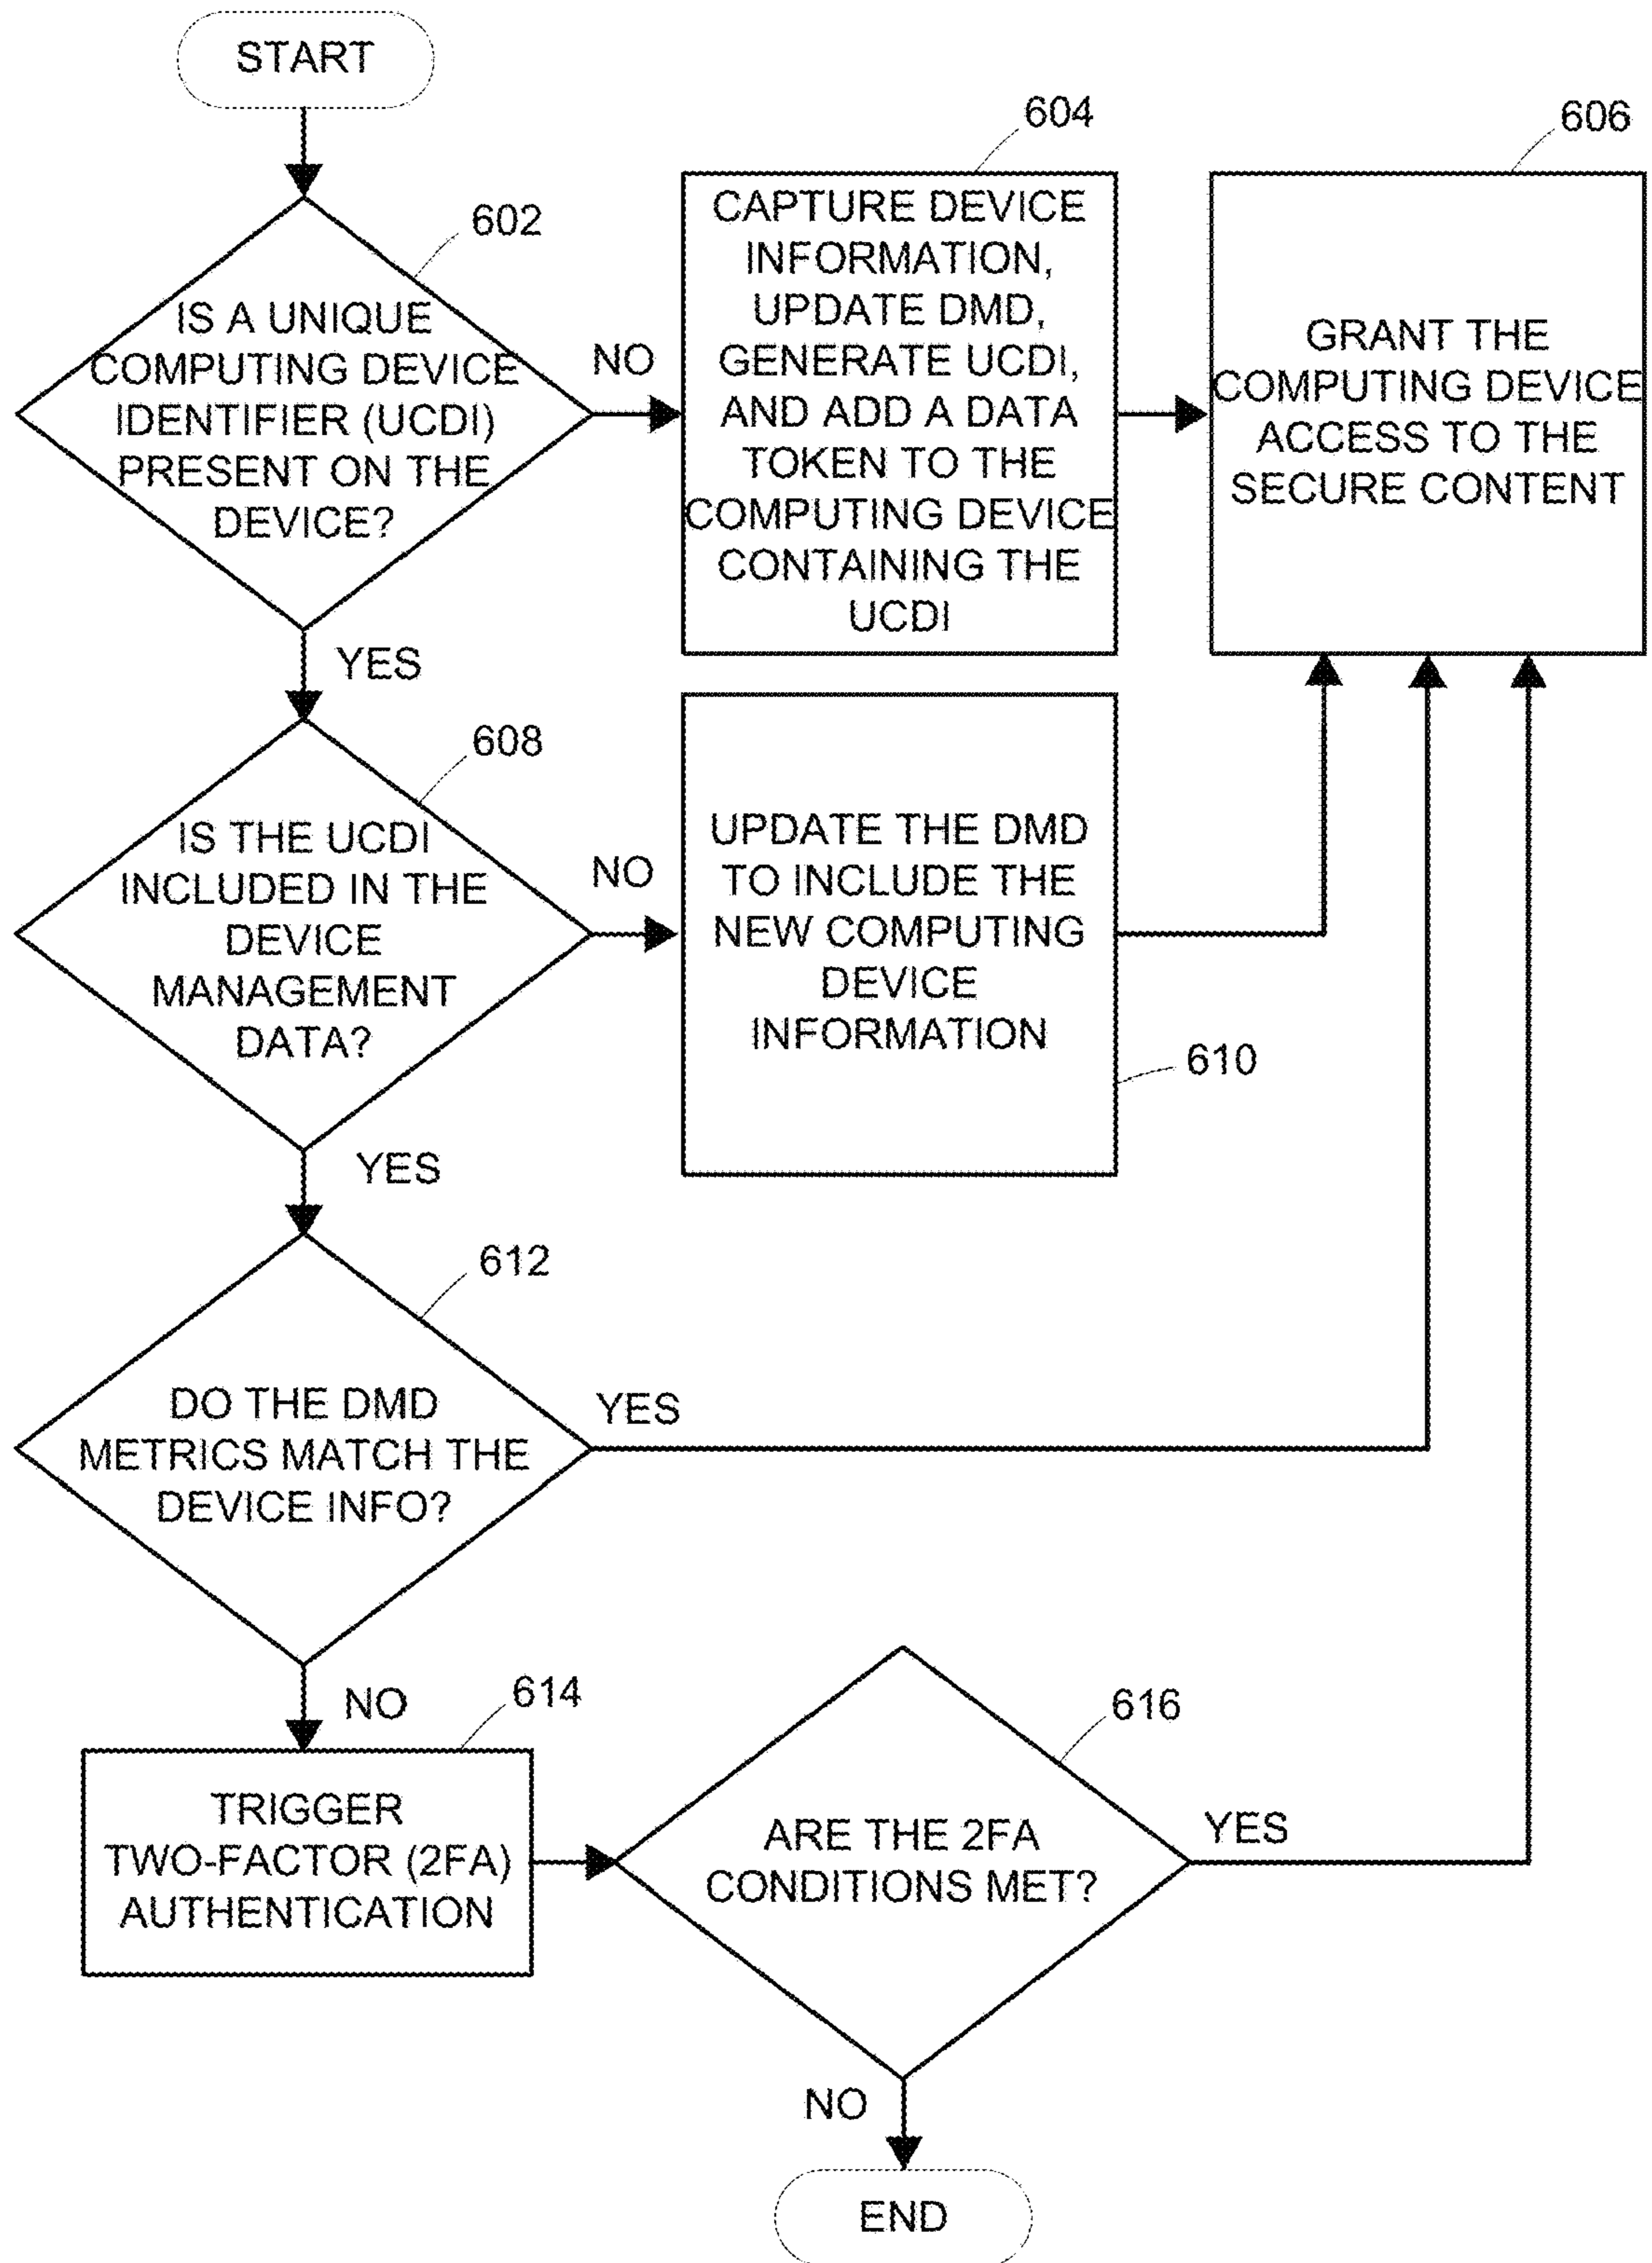 START
602
IS A UNIQUE
COMPUTING DEVICE
IDENTIFIER (UCDI)
PRESENT ON THE
DEVICE?
NO
YES
604
CAPTURE DEVICE
INFORMATION,
UPDATE DMD,
GENERATE UCDI,
AND ADD A DATA
TOKEN TO THE
COMPUTING DEVICE
CONTAINING THE
UCDI
606
GRANT THE
COMPUTING DEVICE
ACCESS TO THE
SECURE CONTENT
608
IS THE UCDI
INCLUDED IN THE
DEVICE
MANAGEMENT
DATA?
NO
YES
UPDATE THE DMD
TO INCLUDE THE
NEW COMPUTING
DEVICE
INFORMATION
610
612
DO THE DMD
METRICS MATCH THE
DEVICE INFO?
YES
NO
614
TRIGGER
TWO-FACTOR (2FA)
AUTHENTICATION
616
ARE THE 2FA
CONDITIONS MET?
YES
NO
END